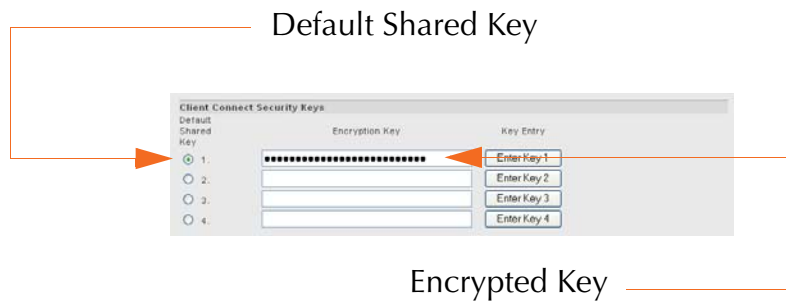 Default Shared Key
Client Connect Security Keys
Default
Shared
Key
Encryption Key
Key Entry
1.
••••••••••••••••••••••••••
Enter Key 1
2.
Enter Key 2
3.
Enter Key 3
4.
Enter Key 4
Encrypted Key